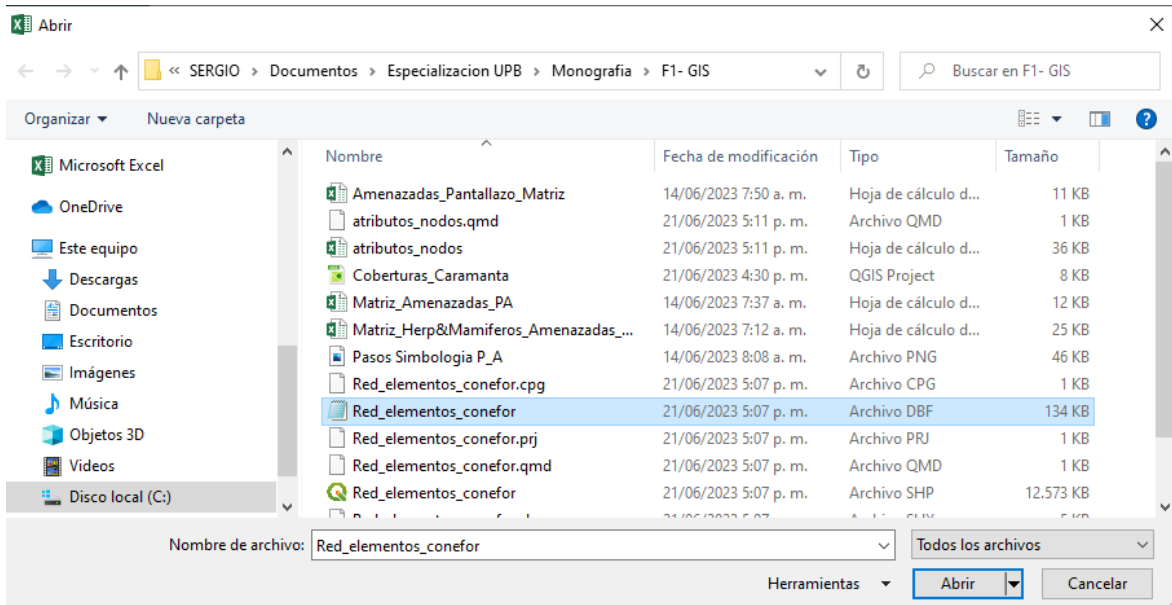 Abrir
« SERGIO > Documentos > Especializacion UPB > Monografia > F1- GIS
Buscar en F1- GIS
Organizar Nueva carpeta
Microsoft Excel
OneDrive
Este equipo
Descargas
Documentos
Escritorio
Imágenes
Música
Objetos 3D
Videos
Disco local (C:)
Nombre Fecha de modificación Tipo Tamaño
Amenazadas_Pantallazo_Matriz 14/06/2023 7:50 a. m. Hoja de cálculo d... 11 KB
atributos_nodos.qmd 21/06/2023 5:11 p. m. Archivo QMD 1 KB
atributos_nodos 21/06/2023 5:11 p. m. Hoja de cálculo d... 36 KB
Coberturas_Caramanta 21/06/2023 4:30 p. m. QGIS Project 8 KB
Matriz_Amenazadas_PA 14/06/2023 7:37 a. m. Hoja de cálculo d... 12 KB
Matriz_Herp&Mamiferos_Amenazadas_... 14/06/2023 7:12 a. m. Hoja de cálculo d... 25 KB
Pasos Simbologia P_A 14/06/2023 8:08 a. m. Archivo PNG 46 KB
Red_elementos_conefor.cpg 21/06/2023 5:07 p. m. Archivo CPG 1 KB
Red_elementos_conefor 21/06/2023 5:07 p. m. Archivo DBF 134 KB
Red_elementos_conefor.prj 21/06/2023 5:07 p. m. Archivo PRJ 1 KB
Red_elementos_conefor.qmd 21/06/2023 5:07 p. m. Archivo QMD 1 KB
Red_elementos_conefor 21/06/2023 5:07 p. m. Archivo SHP 12.573 KB
Nombre de archivo: Red_elementos_conefor Todos los archivos
Herramientas Abrir Cancelar